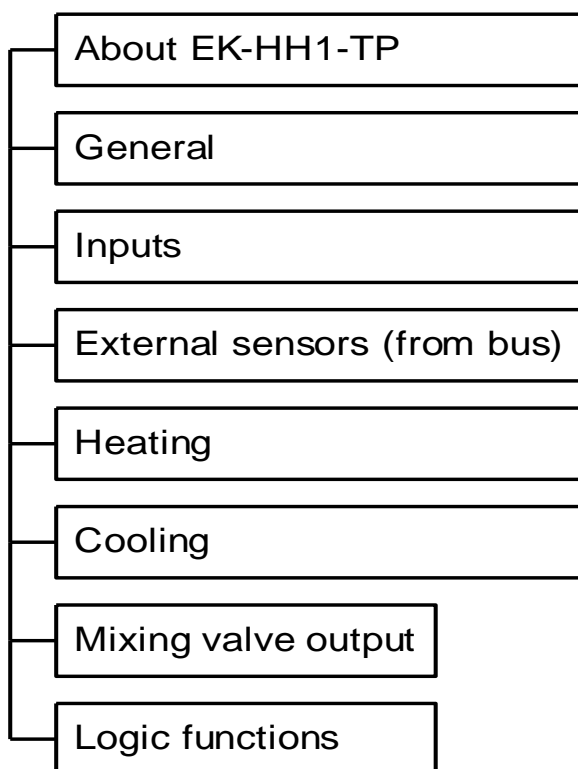 About EK-HH1-TP
General
Inputs
External sensors (from bus)
Heating
Cooling
Mixing valve output
Logic functions